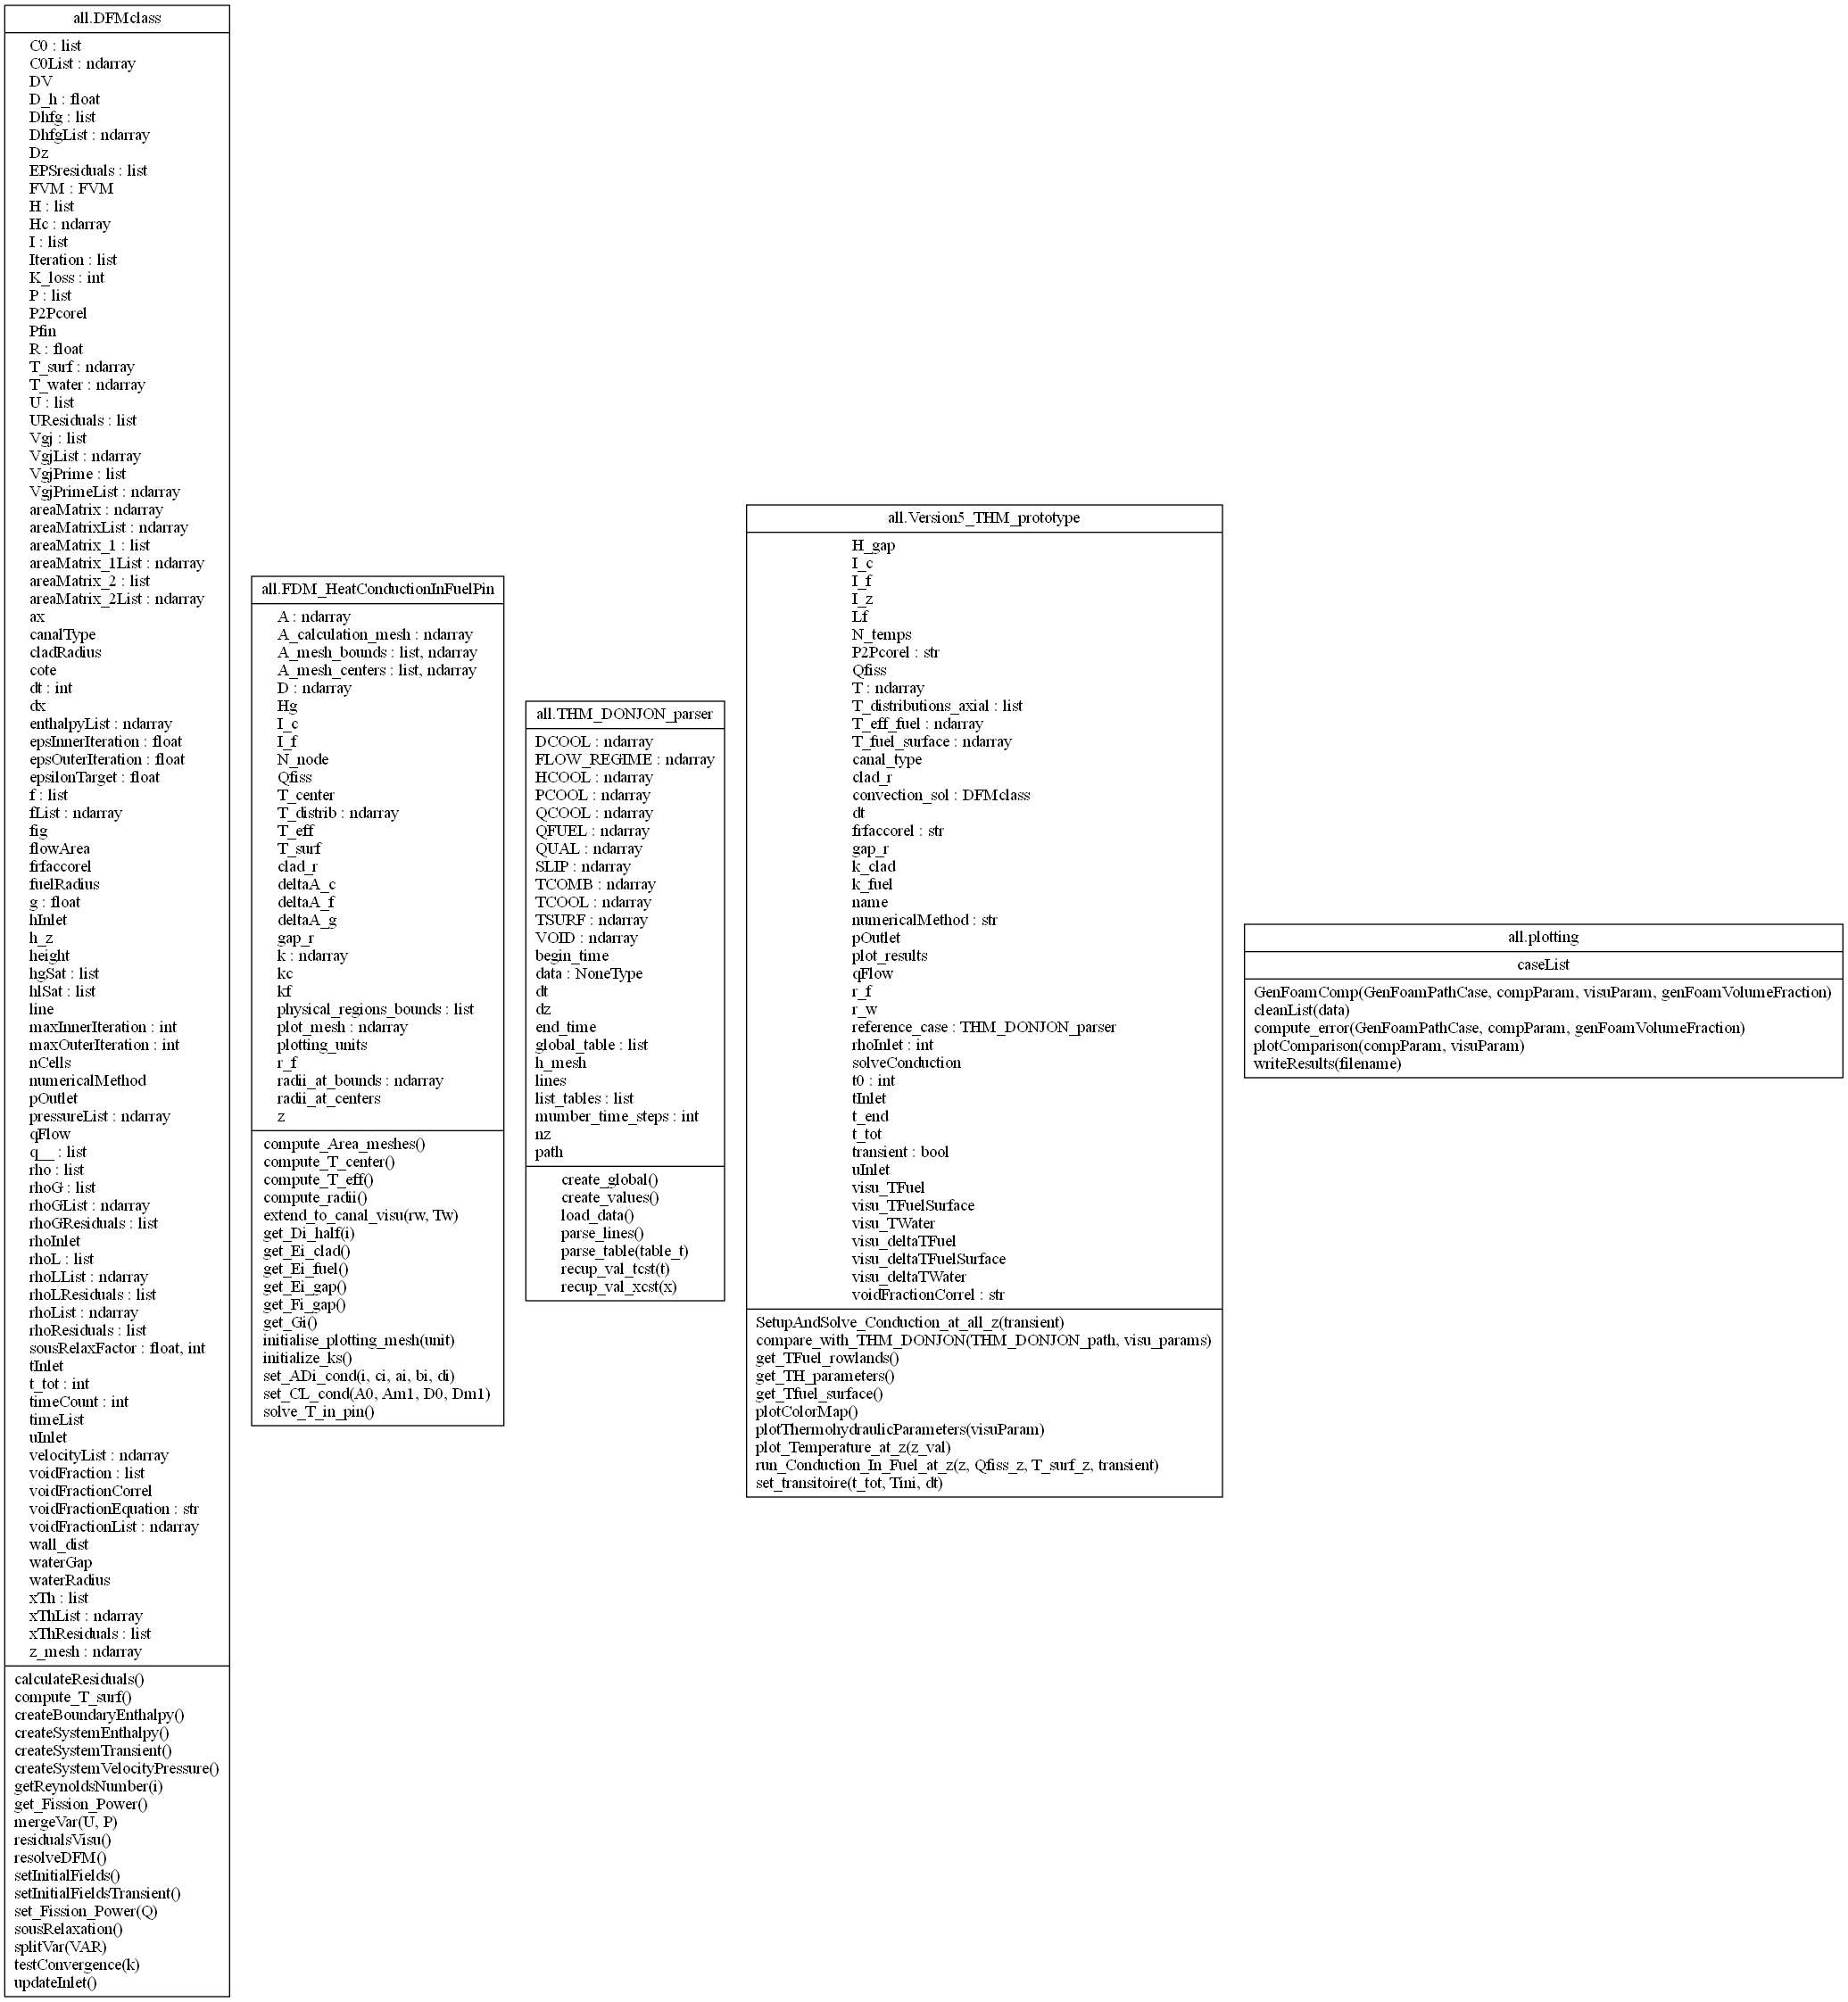 all.DFMclass
C0 : list
C0List : ndarray
DV
D_h : float
Dhfg : list
DhfgList : ndarray
Dz
EPSresiduals : list
FVM : FVM
H : list
Hc : ndarray
I : list
Iteration : list
K_loss : int
P : list
P2Pcorel
Pfin
R : float
T_surf : ndarray
T_water : ndarray
U : list
UResiduals : list
Vgj : list
VgjList : ndarray
VgjPrime : list
VgjPrimeList : ndarray
areaMatrix : ndarray
areaMatrixList : ndarray
areaMatrix_1 : list
areaMatrix_1List : ndarray
areaMatrix_2 : list
areaMatrix_2List : ndarray
ax
canalType
cladRadius
cote
dt : int
dx
enthalpyList : ndarray
epsInnerIteration : float
epsOuterIteration : float
epsilonTarget : float
f : list
fList : ndarray
fig
flowArea
frfaccorel
fuelRadius
g : float
hInlet
h_z
height
hgSat : list
hlSat : list
line
maxInnerIteration : int
maxOuterIteration : int
nCells
numericalMethod
pOutlet
pressureList : ndarray
qFlow
q__ : list
rho : list
rhoG : list
rhoGList : ndarray
rhoGResiduals : list
rhoInlet
rhoL : list
rhoLList : ndarray
rhoLResiduals : list
rhoList : ndarray
rhoResiduals : list
sousRelaxFactor : float, int
tInlet
t_tot : int
timeCount : int
timeList
uInlet
velocityList : ndarray
voidFraction : list
voidFractionCorrel
voidFractionEquation : str
voidFractionList : ndarray
wall_dist
waterGap
waterRadius
xTh : list
xThList : ndarray
xThResiduals : list
z_mesh : ndarray
calculateResiduals()
compute_T_surf()
createBoundaryEnthalpy()
createSystemEnthalpy()
createSystemTransient()
createSystemVelocityPressure()
getReynoldsNumber(i)
get_Fission_Power()
mergeVar(U, P)
residualsVisu()
resolveDFM()
setInitialFields()
setInitialFieldsTransient()
set_Fission_Power(Q)
sousRelaxation()
splitVar(VAR)
testConvergence(k)
updateInlet()
all.FDM_HeatConductionInFuelPin
A : ndarray
A_calculation_mesh : ndarray
A_mesh_bounds : list, ndarray
A_mesh_centers : list, ndarray
D : ndarray
Hg
I_c
I_f
N_node
Qfiss
T_center
T_distrib : ndarray
T_eff
T_surf
clad_r
deltaA_c
deltaA_f
deltaA_g
gap_r
k : ndarray
kc
kf
physical_regions_bounds : list
plot_mesh : ndarray
plotting_units
r_f
radii_at_bounds : ndarray
radii_at_centers
z
compute_Area_meshes()
compute_T_center()
compute_T_eff()
compute_radii()
extend_to_canal_visu(rw, Tw)
get_Di_half(i)
get_Ei_clad()
get_Ei_fuel()
get_Ei_gap()
get_Fi_gap()
get_Gi()
initialise_plotting_mesh(unit)
initialize_ks()
set_ADi_cond(i, ci, ai, bi, di)
set_CL_cond(A0, Am1, D0, Dm1)
solve_T_in_pin()
all.THM_DONJON_parser
DCOOL : ndarray
FLOW_REGIME : ndarray
HCOOL : ndarray
PCOOL : ndarray
QCOOL : ndarray
QFUEL : ndarray
QUAL : ndarray
SLIP : ndarray
TCOMB : ndarray
TCOOL : ndarray
TSURF : ndarray
VOID : ndarray
begin_time
data : NoneType
dt
dz
end_time
global_table : list
h_mesh
lines
list_tables : list
mumber_time_steps : int
nz
path
create_global()
create_values()
load_data()
parse_lines()
parse_table(table_t)
recup_val_tcst(t)
recup_val_xcst(x)
all.Version5_THM_prototype
H_gap
I_c
I_f
I_z
Lf
N_temps
P2Pcorel : str
Qfiss
T : ndarray
T_distributions_axial : list
T_eff_fuel : ndarray
T_fuel_surface : ndarray
canal_type
clad_r
convection_sol : DFMclass
dt
frfaccorel : str
gap_r
k_clad
k_fuel
name
numericalMethod : str
pOutlet
plot_results
qFlow
r_f
r_w
reference_case : THM_DONJON_parser
rhoInlet : int
solveConduction
t0 : int
tInlet
t_end
t_tot
transient : bool
uInlet
visu_TFuel
visu_TFuelSurface
visu_TWater
visu_deltaTFuel
visu_deltaTFuelSurface
visu_deltaTWater
voidFractionCorrel : str
SetupAndSolve_Conduction_at_all_z(transient)
compare_with_THM_DONJON(THM_DONJON_path, visu_params)
get_TFuel_rowlands()
get_TH_parameters()
get_Tfuel_surface()
plotColorMap()
plotThermohydraulicParameters(visuParam)
plot_Temperature_at_z(z_val)
run_Conduction_In_Fuel_at_z(z, Qfiss_z, T_surf_z, transient)
set_transitoire(t_tot, Tini, dt)
all.plotting
caseList
GenFoamComp(GenFoamPathCase, compParam, visuParam, genFoamVolumeFraction)
cleanList(data)
compute_error(GenFoamPathCase, compParam, genFoamVolumeFraction)
plotComparison(compParam, visuParam)
writeResults(filename)